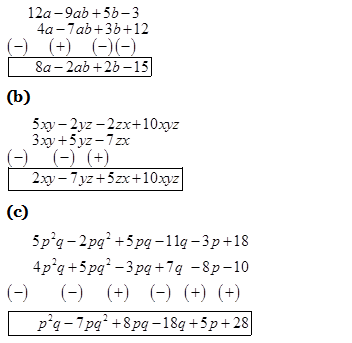 12a−9ab+5b−3
4a−7ab+3b+12
(−) (+) (−)(−)
8a−2ab+2b−15
(b)
5xy−2yz−2zx+10xyz
3xy+5yz−7zx
(−) (−) (+)
2xy−7yz+5zx+10xyz
(c)
5p²q−2pq²+5pq−11q−3p+18
4p²q+5pq²−3pq+7q −8p−10
(−) (−) (+) (−) (+) (+)
p²q−7pq²+8pq−18q+5p+28